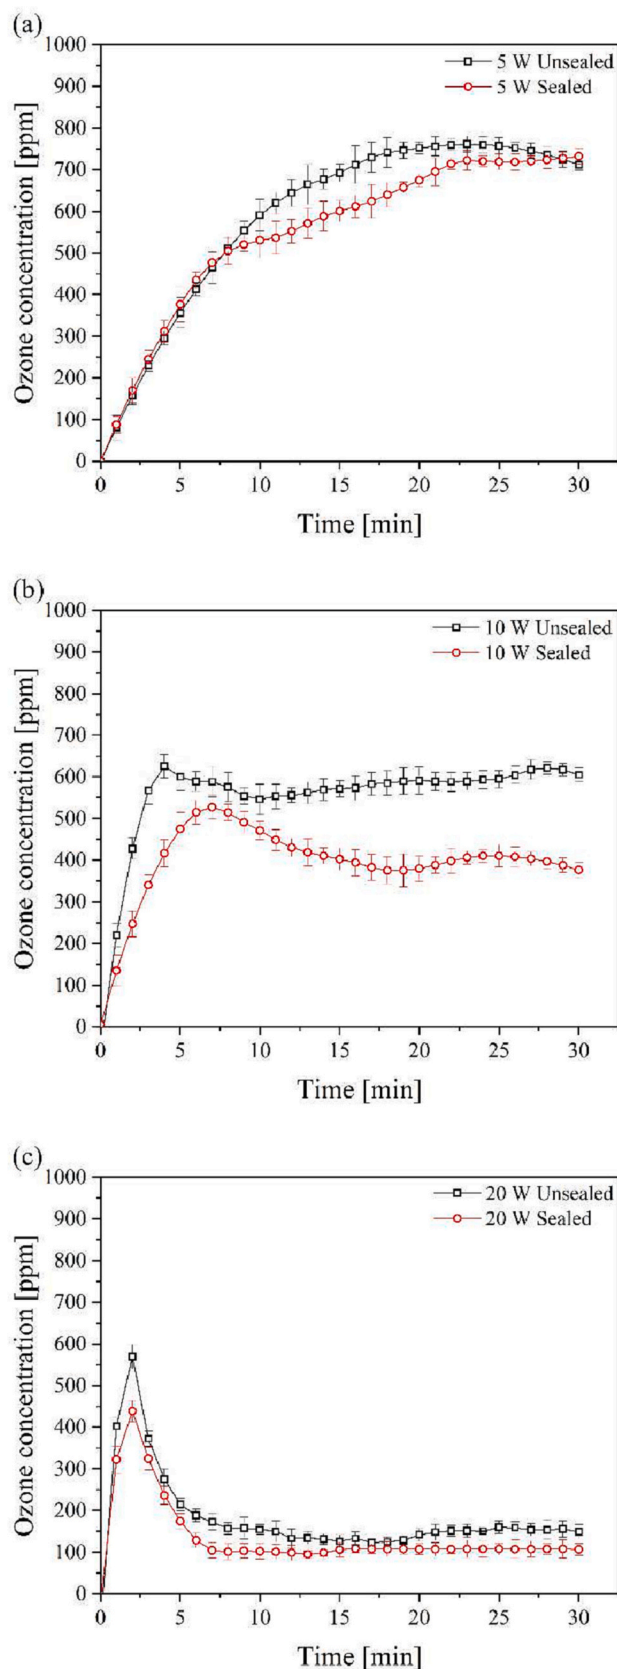 (a)
1000
5 W Unsealed
900
5 W Sealed
800
700
600
500
400
300
200
100
0
Ozone concentration [ppm]
0 5 10 15 20 25 30
Time [min]
(b)
1000
10 W Unsealed
900
10 W Sealed
800
700
600
500
400
300
200
100
0
Ozone concentration [ppm]
0 5 10 15 20 25 30
Time [min]
(c)
1000
20 W Unsealed
900
20 W Sealed
800
700
600
500
400
300
200
100
0
Ozone concentration [ppm]
0 5 10 15 20 25 30
Time [min]